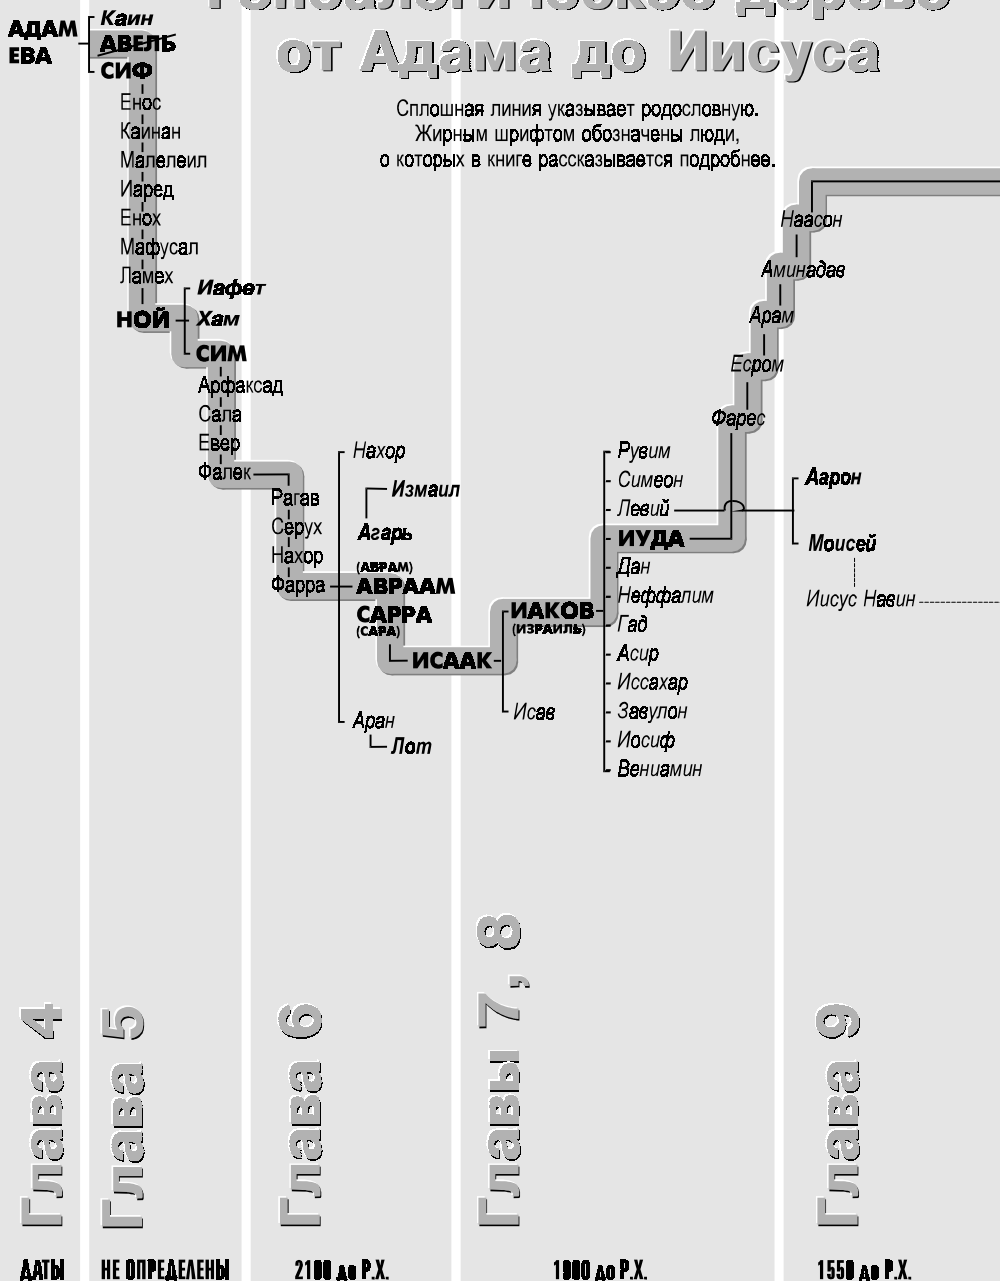 Генеалогическое дерево
от Адама до Иисуса
Сплошная линия указывает родословную.
Жирным шрифтом обозначены люди,
о которых в книге рассказывается подробнее.
АДАМ
ЕВА
Каин
АВЕЛЬ
СИФ
Енос
Каинан
Малелеил
Иаред
Енох
Мафусал
Ламех
НОЙ
Иафет
Хам
СИМ
Арфаксад
Сала
Евер
Фалек
Рагав
Серух
Нахор
Фарра
Нахор
Измаил
Агарь
(АВРАМ)
АВРААМ
САРРА
(САРА)
ИСААК
Аран
Лот
ИАКОВ
(ИЗРАИЛЬ)
Исав
Рувим
Симеон
Левий
ИУДА
Дан
Неффалим
Гад
Асир
Иссахар
Завулон
Иосиф
Вениамин
Наасон
Аминадав
Арам
Есром
Фарес
Аарон
Моисей
Иисус Навин
Глава 4
Глава 5
Глава 6
Главы 7, 8
Глава 9
ДАТЫ
НЕ ОПРЕДЕЛЕНЫ
2100 до Р.Х.
1900 до Р.Х.
1550 до Р.Х.